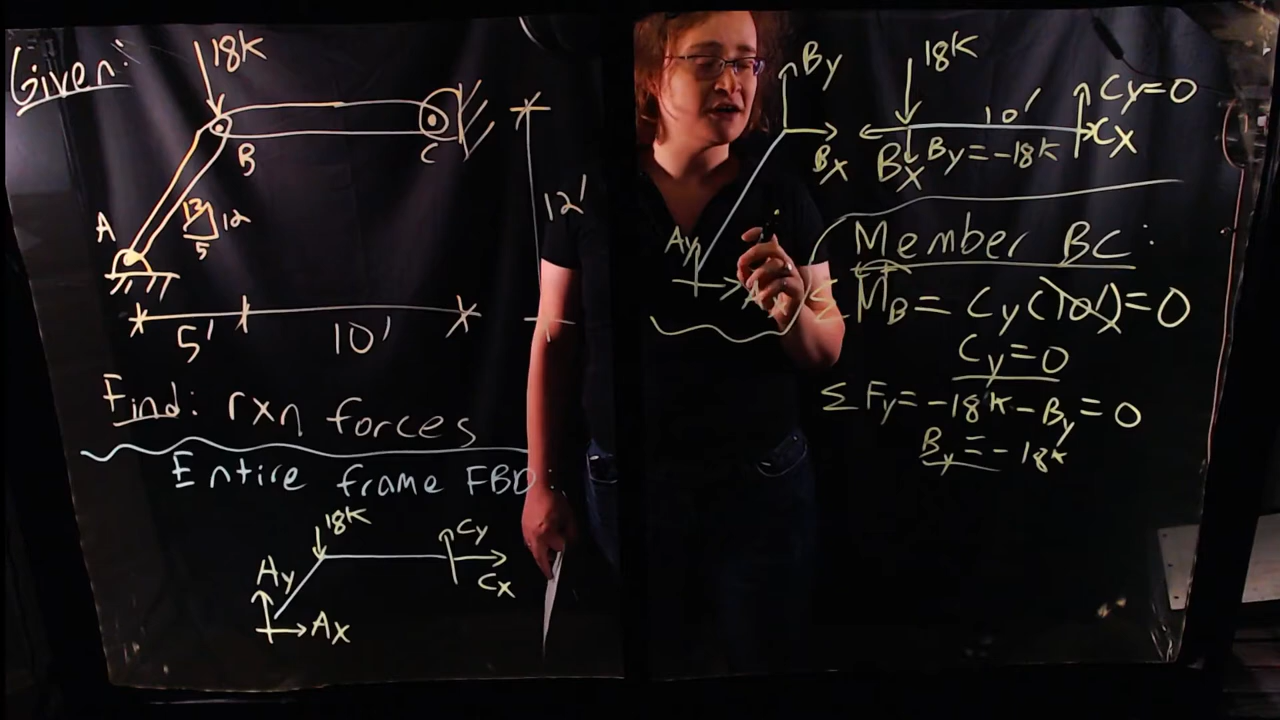 Given:
18K
B
C
A
13
12
5
12'
5'
10'
Find: rxn forces
Entire frame FBD:
18K
Cy
Cx
Ay
Ax
By
Bx
Ay
Ax
18K
10'
Cy=0
Cx
Bx
By=-18K
Member BC:
ΣMB = Cy(10')=0
Cy=0
ΣFy=-18K-By=0
By=-18K